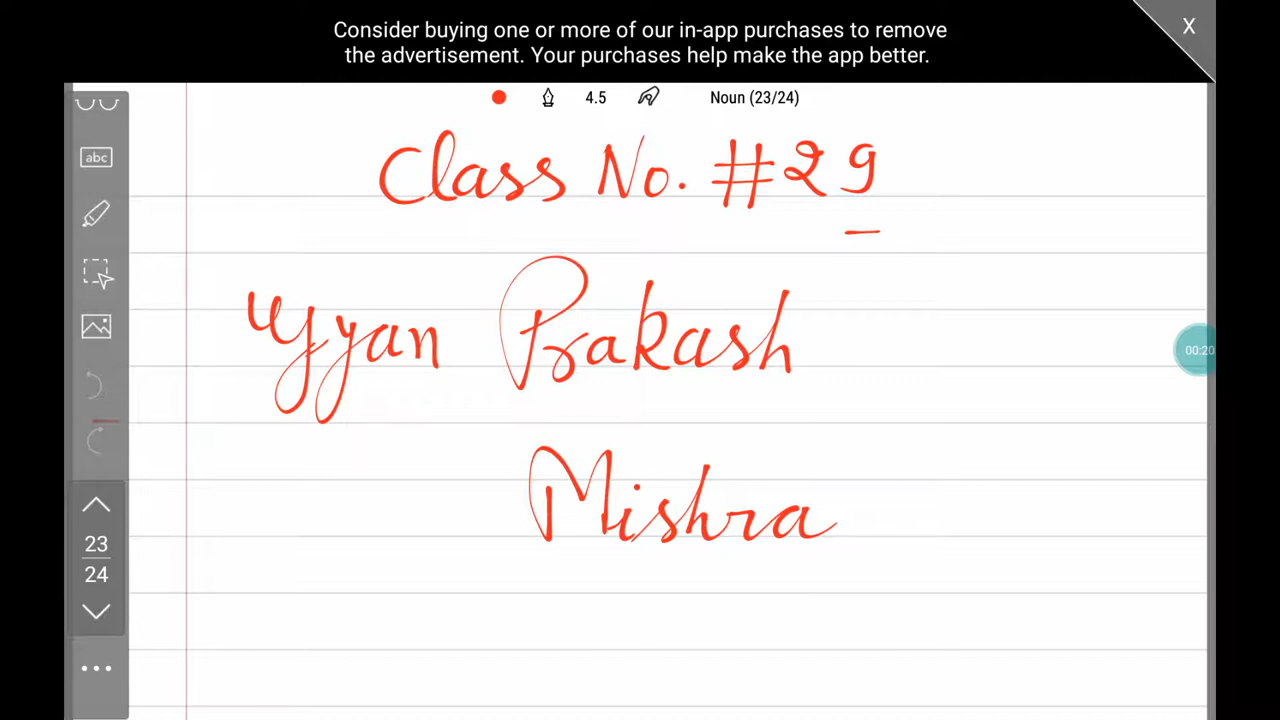 Consider buying one or more of our in-app purchases to remove
the advertisement. Your purchases help make the app better.
X
4.5 Noun (23/24)
abc
Class No. #29
Gyan Prakash
00:20
Mishra
23
24